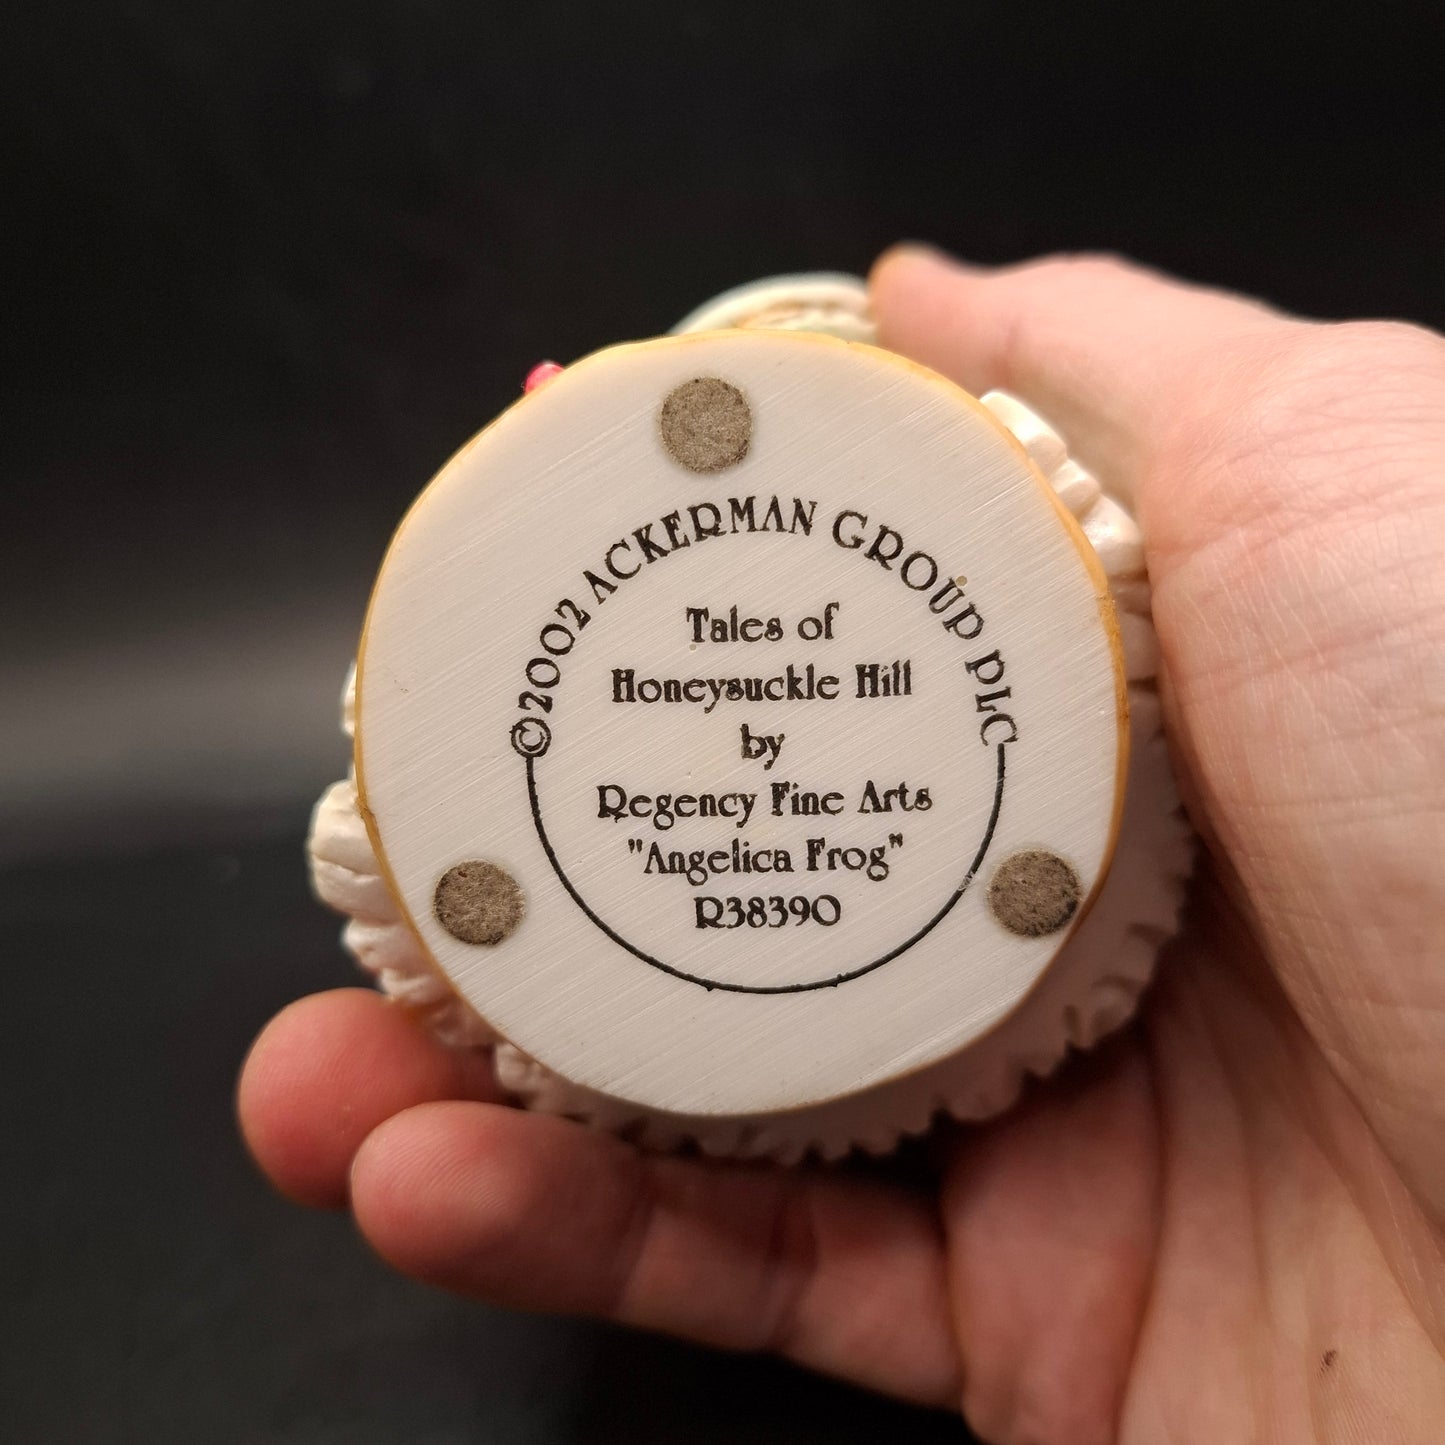 ©2002 ACKERMAN GROUP PLC
Tales of
Honeysuckle Hill
by
Regency Fine Arts
"Angelica Frog"
R38390